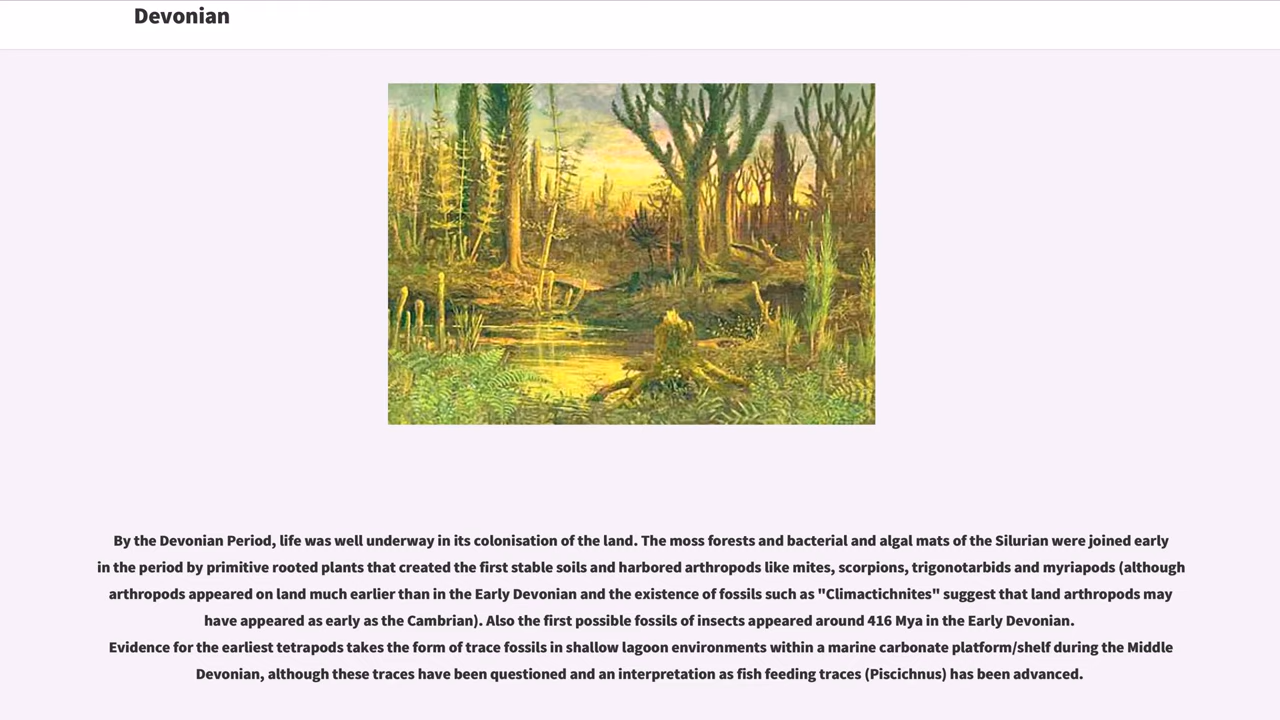 Devonian
By the Devonian Period, life was well underway in its colonisation of the land. The moss forests and bacterial and algal mats of the Silurian were joined early
in the period by primitive rooted plants that created the first stable soils and harbored arthropods like mites, scorpions, trigonotarbids and myriapods (although
arthropods appeared on land much earlier than in the Early Devonian and the existence of fossils such as "Climactichnites" suggest that land arthropods may
have appeared as early as the Cambrian). Also the first possible fossils of insects appeared around 416 Mya in the Early Devonian.
Evidence for the earliest tetrapods takes the form of trace fossils in shallow lagoon environments within a marine carbonate platform/shelf during the Middle
Devonian, although these traces have been questioned and an interpretation as fish feeding traces (Piscichnus) has been advanced.